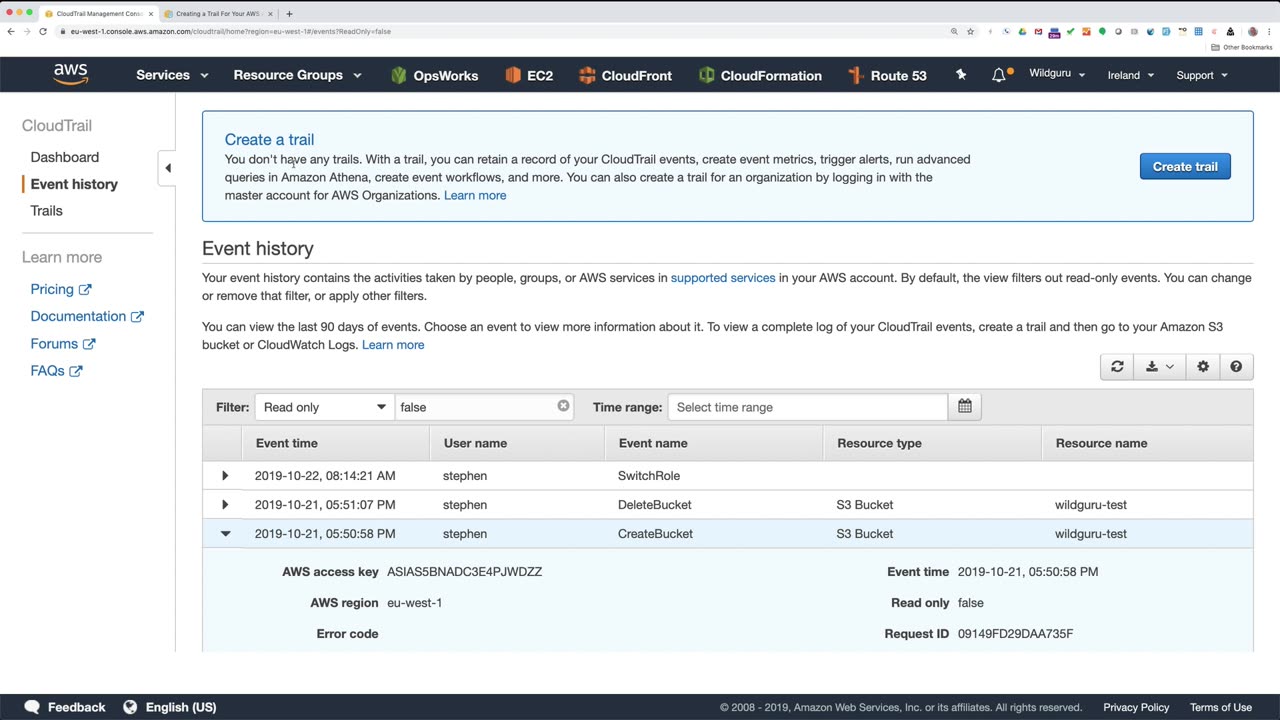 CloudTrail Management Cons
Creating a Trail For Your AWS
eu-west-1.console.aws.amazon.com/cloudtrail/home?region=eu-west-1#/events?ReadOnly=false
Other Bookmarks
aws
Services
Resource Groups
OpsWorks
EC2
CloudFront
CloudFormation
Route 53
Wildguru
Ireland
Support
CloudTrail
Dashboard
Event history
Trails
Learn more
Pricing
Documentation
Forums
FAQs
Create a trail
You don't have any trails. With a trail, you can retain a record of your CloudTrail events, create event metrics, trigger alerts, run advanced
queries in Amazon Athena, create event workflows, and more. You can also create a trail for an organization by logging in with the
master account for AWS Organizations. Learn more
Create trail
Event history
Your event history contains the activities taken by people, groups, or AWS services in supported services in your AWS account. By default, the view filters out read-only events. You can change
or remove that filter, or apply other filters.
You can view the last 90 days of events. Choose an event to view more information about it. To view a complete log of your CloudTrail events, create a trail and then go to your Amazon S3
bucket or CloudWatch Logs. Learn more
Filter: Read only false Time range: Select time range
Event time User name Event name Resource type Resource name
2019-10-22, 08:14:21 AM stephen SwitchRole
2019-10-21, 05:51:07 PM stephen DeleteBucket S3 Bucket wildguru-test
2019-10-21, 05:50:58 PM stephen CreateBucket S3 Bucket wildguru-test
AWS access key ASIAS5BNADC3E4PJWDZZ Event time 2019-10-21, 05:50:58 PM
AWS region eu-west-1 Read only false
Error code Request ID 09149FD29DAA735F
Feedback English (US) © 2008 - 2019, Amazon Web Services, Inc. or its affiliates. All rights reserved. Privacy Policy Terms of Use